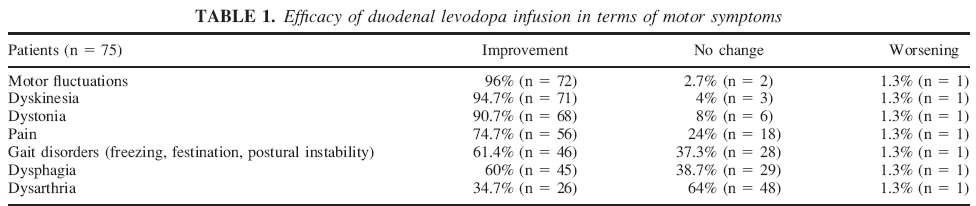 TABLE 1. Efficacy of duodenal levodopa infusion in terms of motor symptoms
Patients (n = 75) Improvement No change Worsening
Motor fluctuations 96% (n = 72) 2.7% (n = 2) 1.3% (n = 1)
Dyskinesia 94.7% (n = 71) 4% (n = 3) 1.3% (n = 1)
Dystonia 90.7% (n = 68) 8% (n = 6) 1.3% (n = 1)
Pain 74.7% (n = 56) 24% (n = 18) 1.3% (n = 1)
Gait disorders (freezing, festination, postural instability) 61.4% (n = 46) 37.3% (n = 28) 1.3% (n = 1)
Dysphagia 60% (n = 45) 38.7% (n = 29) 1.3% (n = 1)
Dysarthria 34.7% (n = 26) 64% (n = 48) 1.3% (n = 1)